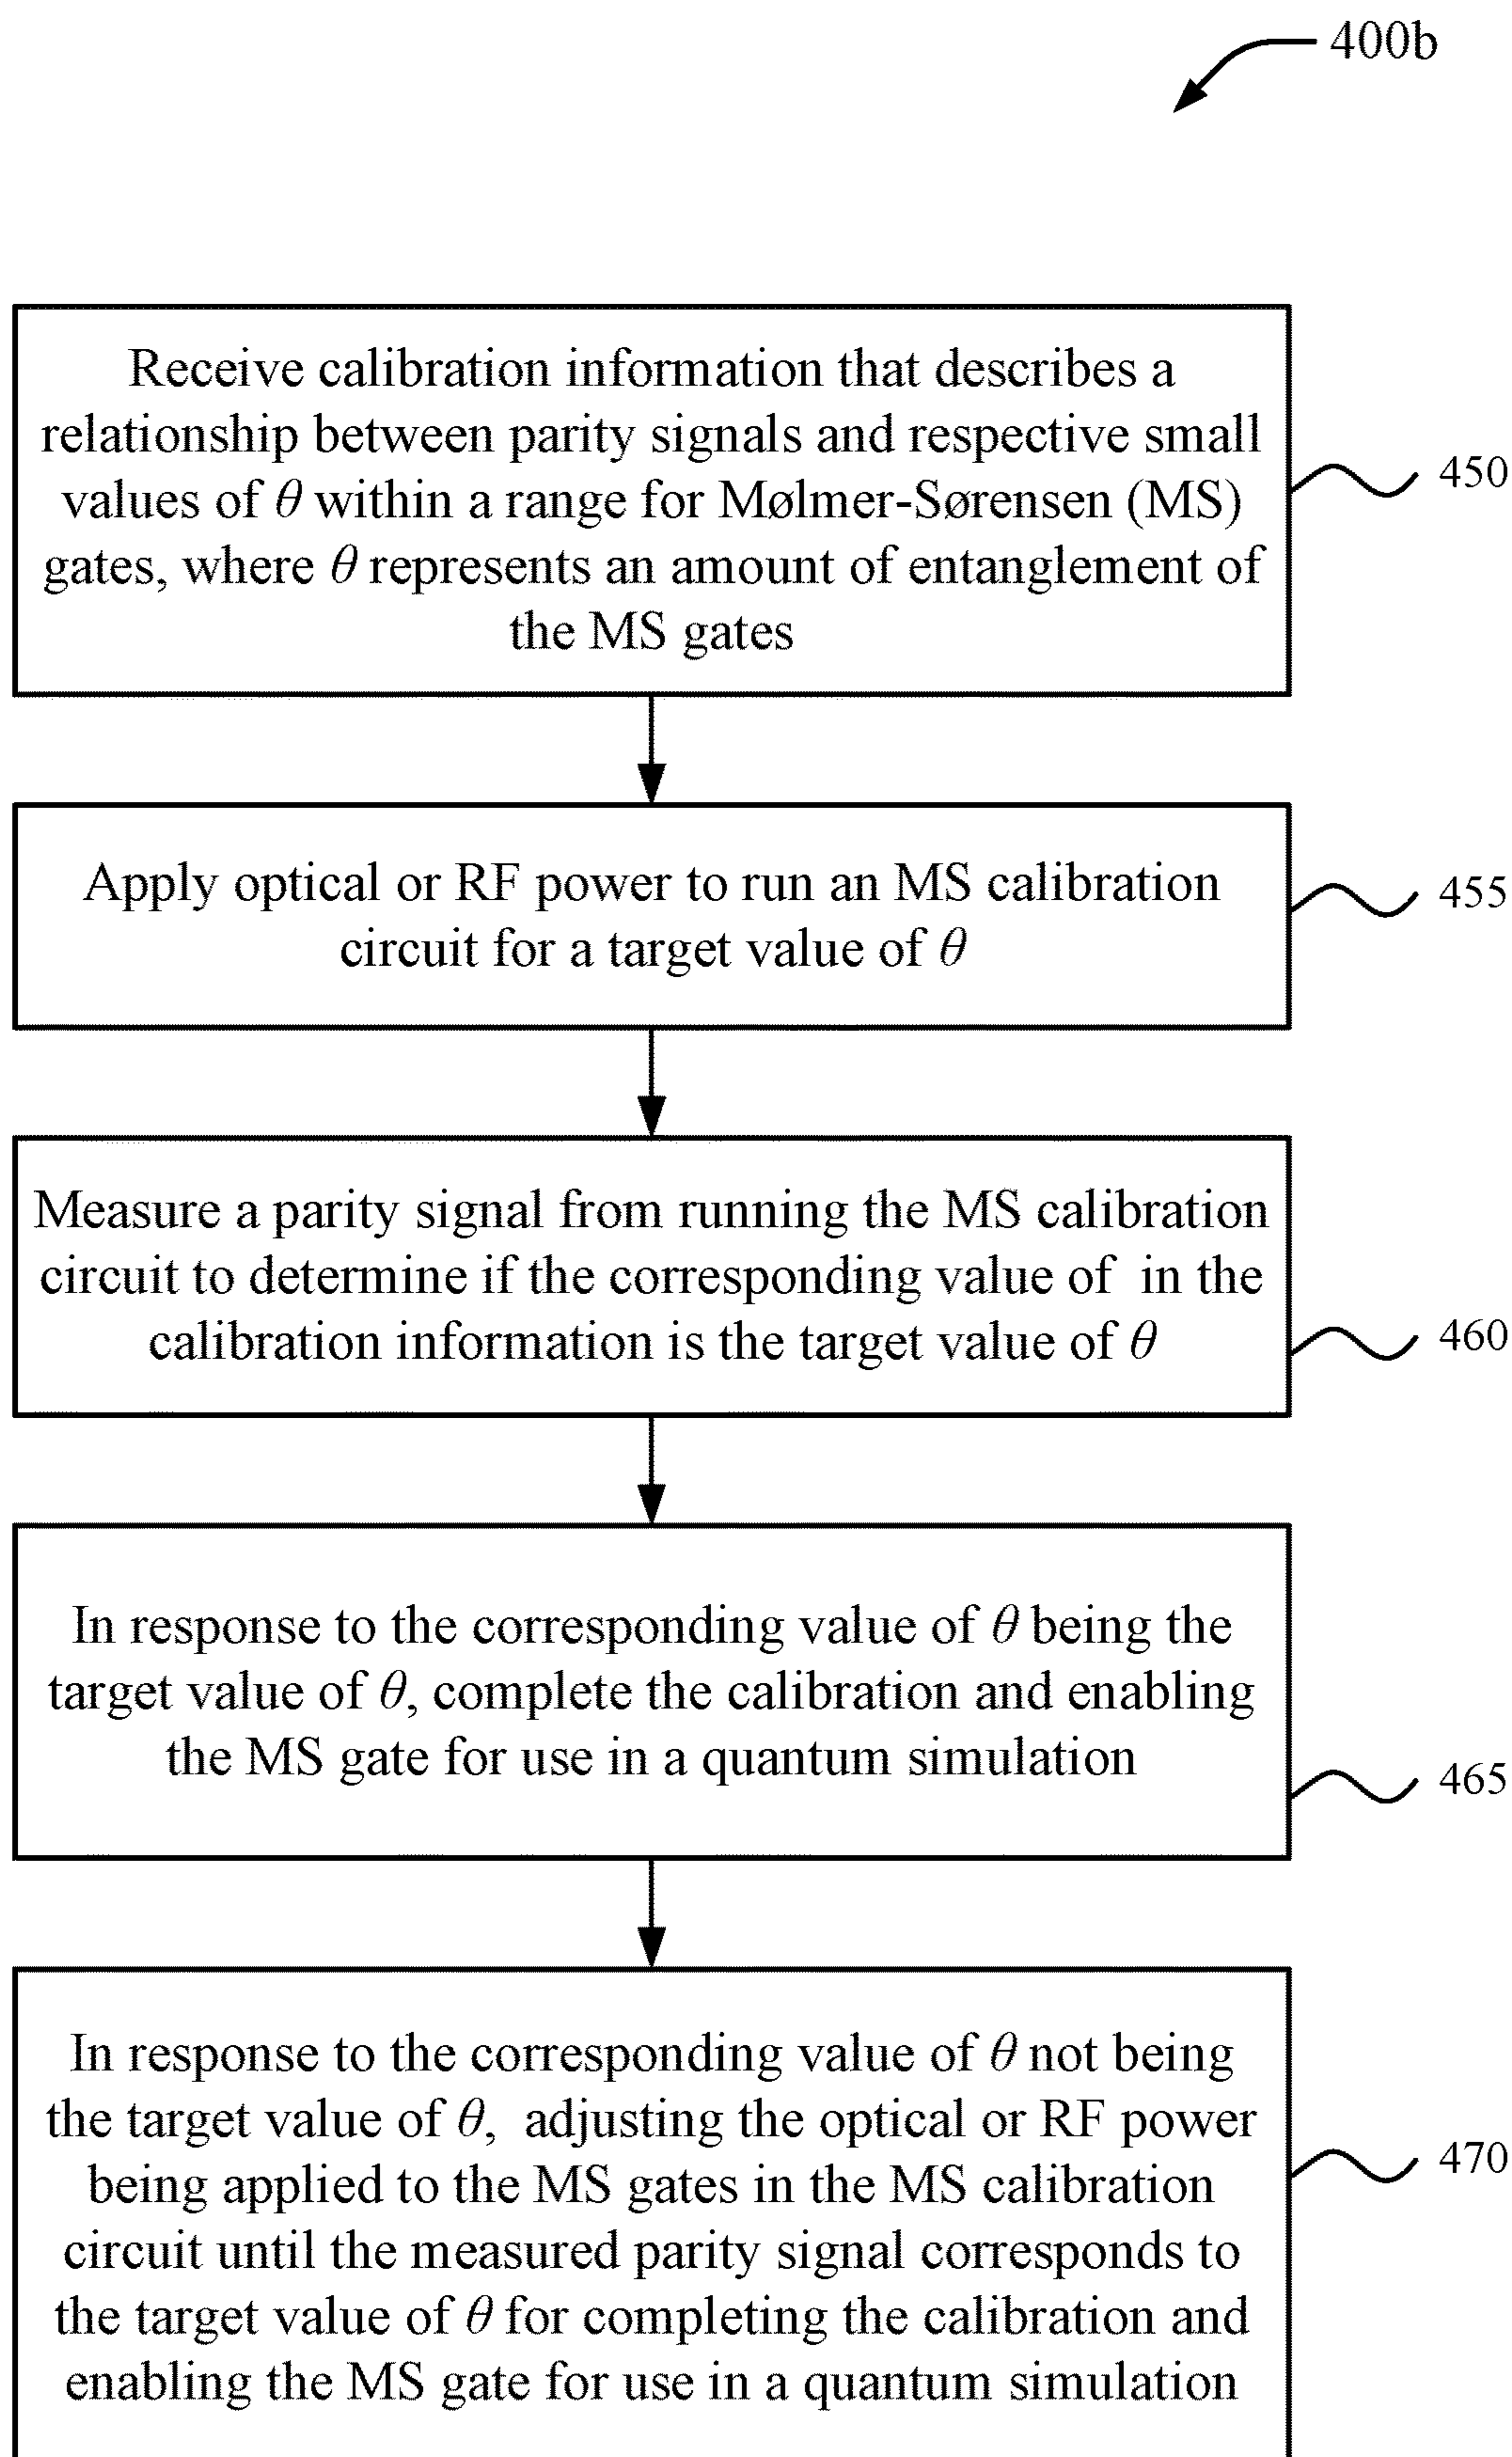 400b
Receive calibration information that describes a
relationship between parity signals and respective small
values of θ within a range for Mølmer-Sørensen (MS)
gates, where θ represents an amount of entanglement of
the MS gates
450
Apply optical or RF power to run an MS calibration
circuit for a target value of θ
455
Measure a parity signal from running the MS calibration
circuit to determine if the corresponding value of  in the
calibration information is the target value of θ
460
In response to the corresponding value of θ being the
target value of θ, complete the calibration and enabling
the MS gate for use in a quantum simulation
465
In response to the corresponding value of θ not being
the target value of θ,  adjusting the optical or RF power
being applied to the MS gates in the MS calibration
circuit until the measured parity signal corresponds to
the target value of θ for completing the calibration and
enabling the MS gate for use in a quantum simulation
470